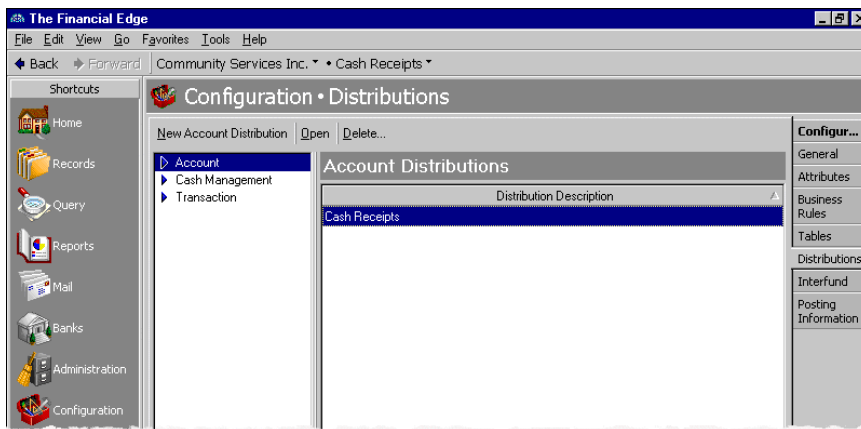 The Financial Edge
File Edit View Go Favorites Tools Help
Back Forward Community Services Inc. • Cash Receipts
Shortcuts
Home
Records
Query
Reports
Mail
Banks
Administration
Configuration
Configuration • Distributions
New Account Distribution Open Delete...
Account
Cash Management
Transaction
Account Distributions
Distribution Description
Cash Receipts
Configur...
General
Attributes
Business
Rules
Tables
Distributions
Interfund
Posting
Information